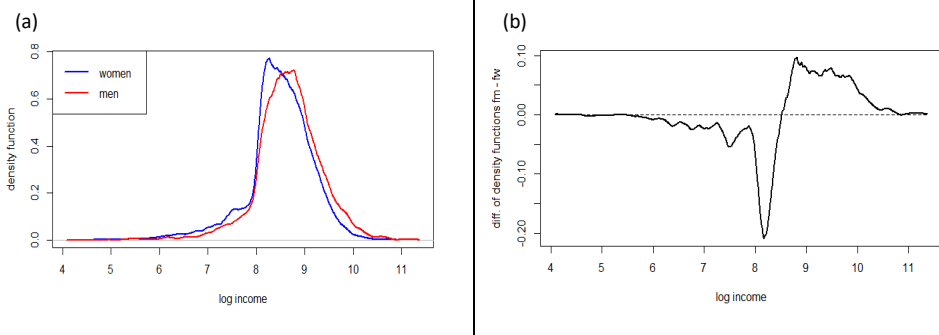 (a)
women
men
density function
0.0
0.2
0.4
0.6
0.8
4 5 6 7 8 9 10 11
log income
(b)
diff. of density functions fm - fw
-0.20
-0.10
0.00
0.10
4 5 6 7 8 9 10 11
log income